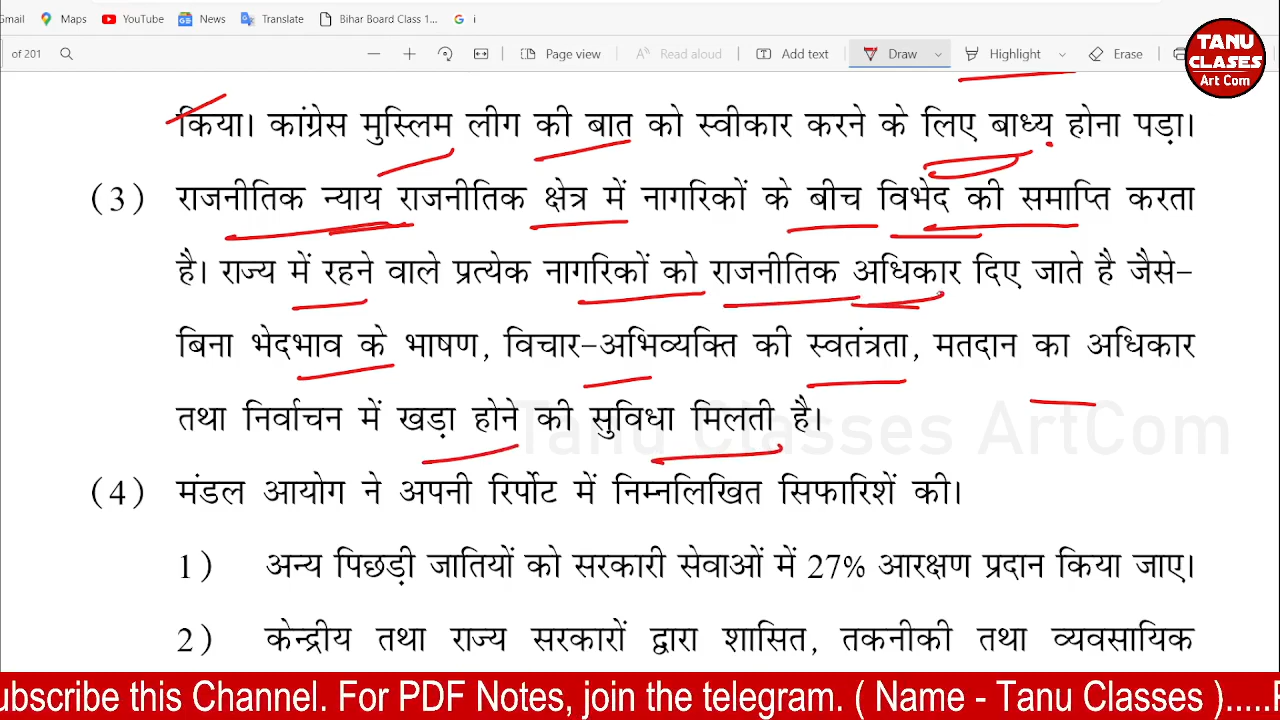 Gmail Maps YouTube News Translate Bihar Board Class 1... i
of 201 Page view Read aloud Add text Draw Highlight Erase
TANU
CLASSES
Art Com
किया। कांग्रेस मुस्लिम लीग की बात को स्वीकार करने के लिए बाध्य होना पड़ा।
(3) राजनीतिक न्याय राजनीतिक क्षेत्र में नागरिकों के बीच विभेद की समाप्ति करता
है। राज्य में रहने वाले प्रत्येक नागरिकों को राजनीतिक अधिकार दिए जाते है जैसे-
बिना भेदभाव के भाषण, विचार-अभिव्यक्ति की स्वतंत्रता, मतदान का अधिकार
तथा निर्वाचन में खड़ा होने की सुविधा मिलती है।
Tanu Classes ArtCom
(4) मंडल आयोग ने अपनी रिर्पोट में निम्नलिखित सिफारिशें की।
1) अन्य पिछड़ी जातियों को सरकारी सेवाओं में 27% आरक्षण प्रदान किया जाए।
2) केन्द्रीय तथा राज्य सरकारों द्वारा शासित, तकनीकी तथा व्यवसायिक
ubscribe this Channel. For PDF Notes, join the telegram. ( Name - Tanu Classes ).....